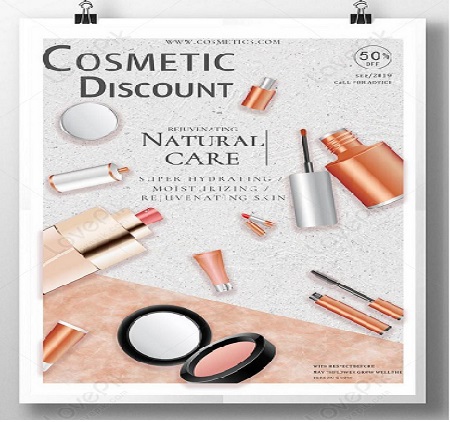 WWW.COSMETICS.COM
COSMETIC
DISCOUNT
50%
OFF
CALL FOR ADVICE
REJUVENATING
NATURAL
CARE
SUPER HYDRATING /
MOISTURIZING /
REJUVENATING SKIN